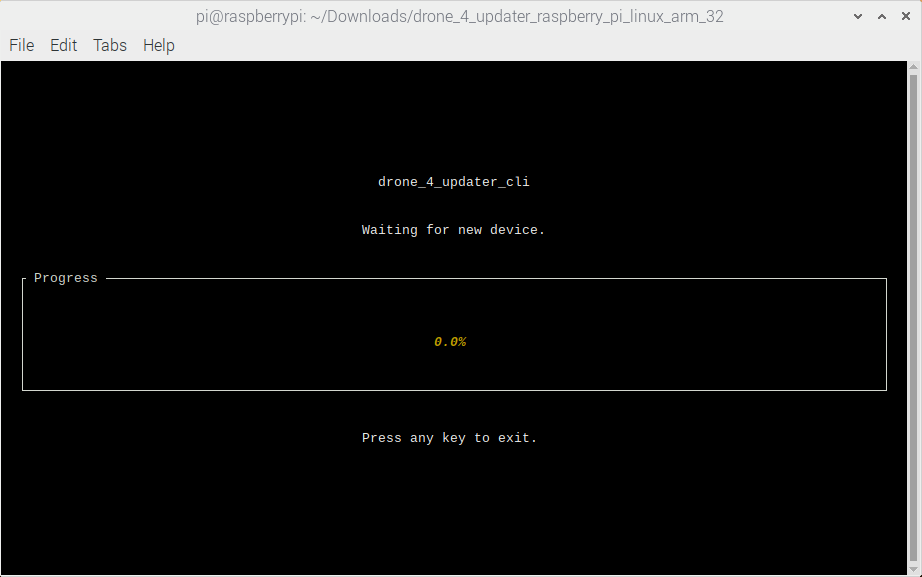 pi@raspberrypi: ~/Downloads/drone_4_updater_raspberry_pi_linux_arm_32
File Edit Tabs Help
drone_4_updater_cli
Waiting for new device.
Progress
0.0%
Press any key to exit.